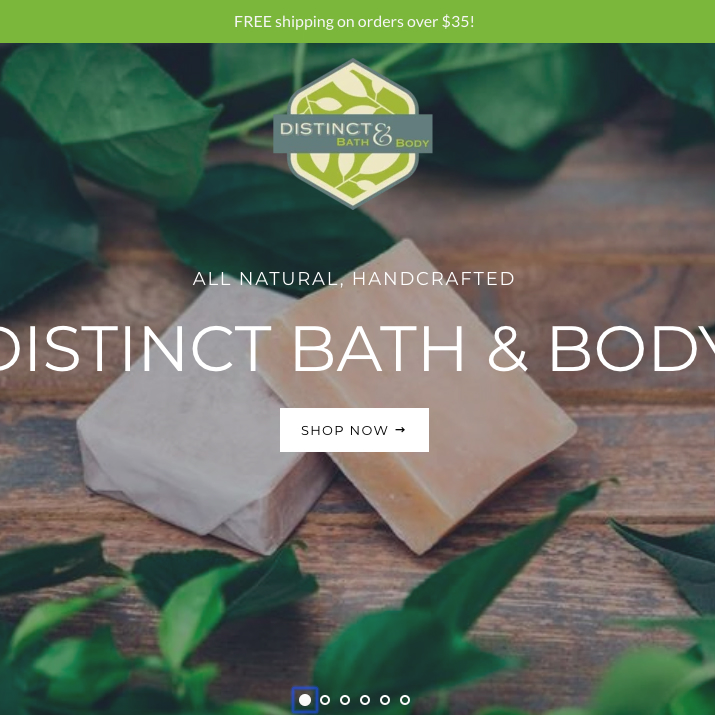 FREE shipping on orders over $35!
DISTINCT &
BATH BODY
ALL NATURAL, HANDCRAFTED
DISTINCT BATH & BODY
SHOP NOW →